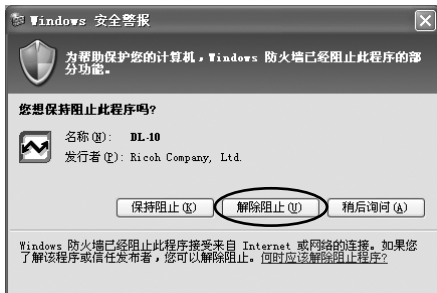 Windows 安全警报
为帮助保护您的计算机，Windows 防火墙已经阻止此程序的部
分功能。
您想保持阻止此程序吗?
名称(N): DL-10
发行者(P): Ricoh Company, Ltd.
保持阻止(K) 解除阻止(U) 稍后询问(A)
Windows 防火墙已经阻止此程序接受来自 Internet 或网络的连接。如果您
了解该程序或信任发布者，您可以解除阻止。何时应该解除阻止程序?